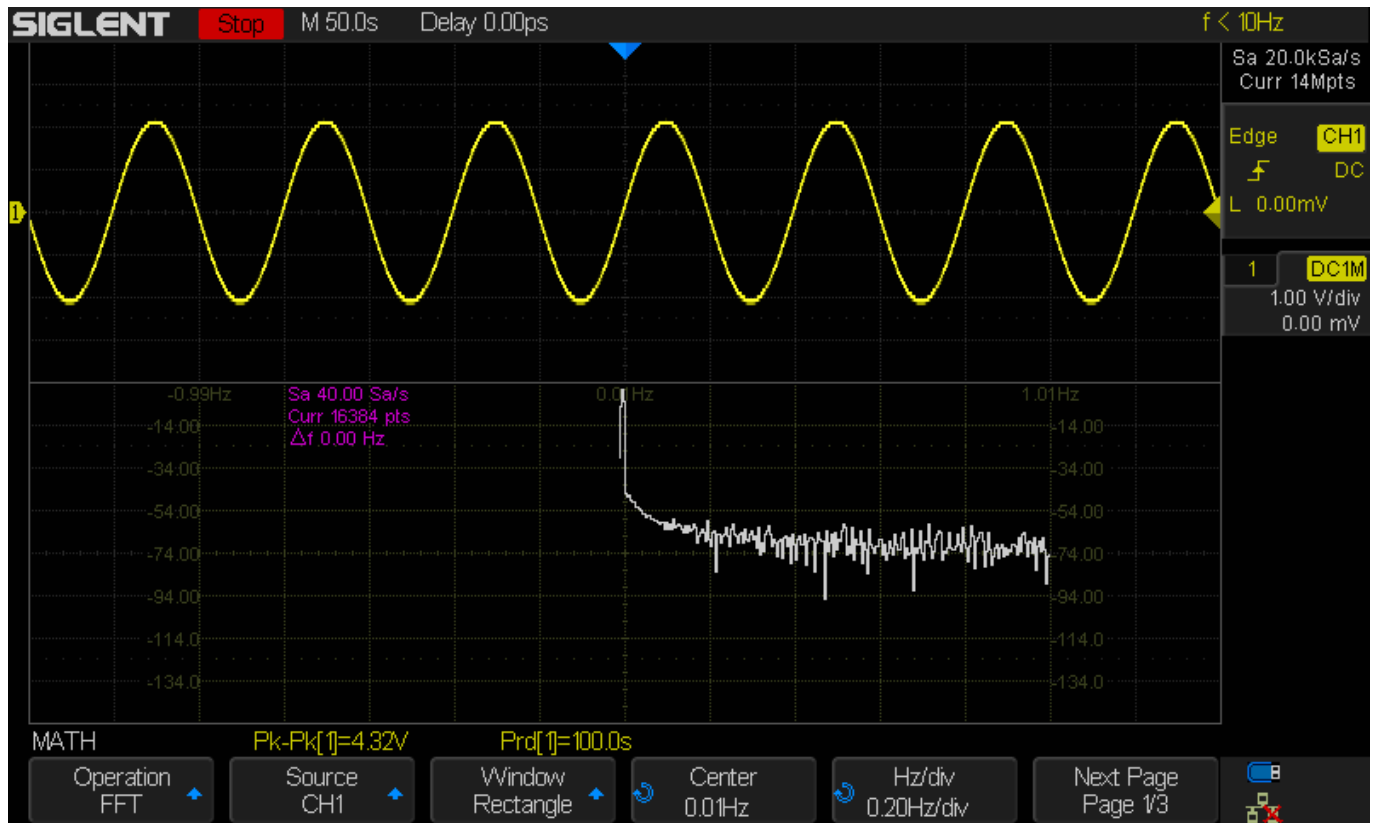 SIGLENT Stop M 50.0s Delay 0.00ps f < 10Hz
Sa 20.0kSa/s
Curr 14Mpts
Edge CH1
DC
L 0.00mV
1 DC1M
1.00 V/div
0.00 mV
1
-0.99Hz Sa 40.00 Sa/s 0.01Hz 1.01Hz
Curr 16384 pts
-14.00 -14.00
△f 0.00 Hz
-34.00 -34.00
-54.00 -54.00
-74.00 -74.00
-94.00 -94.00
-114.0 -114.0
-134.0 -134.0
MATH Pk-Pk[1]=4.32V Prd[1]=100.0s
Operation Source Window Center Hz/div Next Page
FFT CH1 Rectangle 0.01Hz 0.20Hz/div Page 1/3